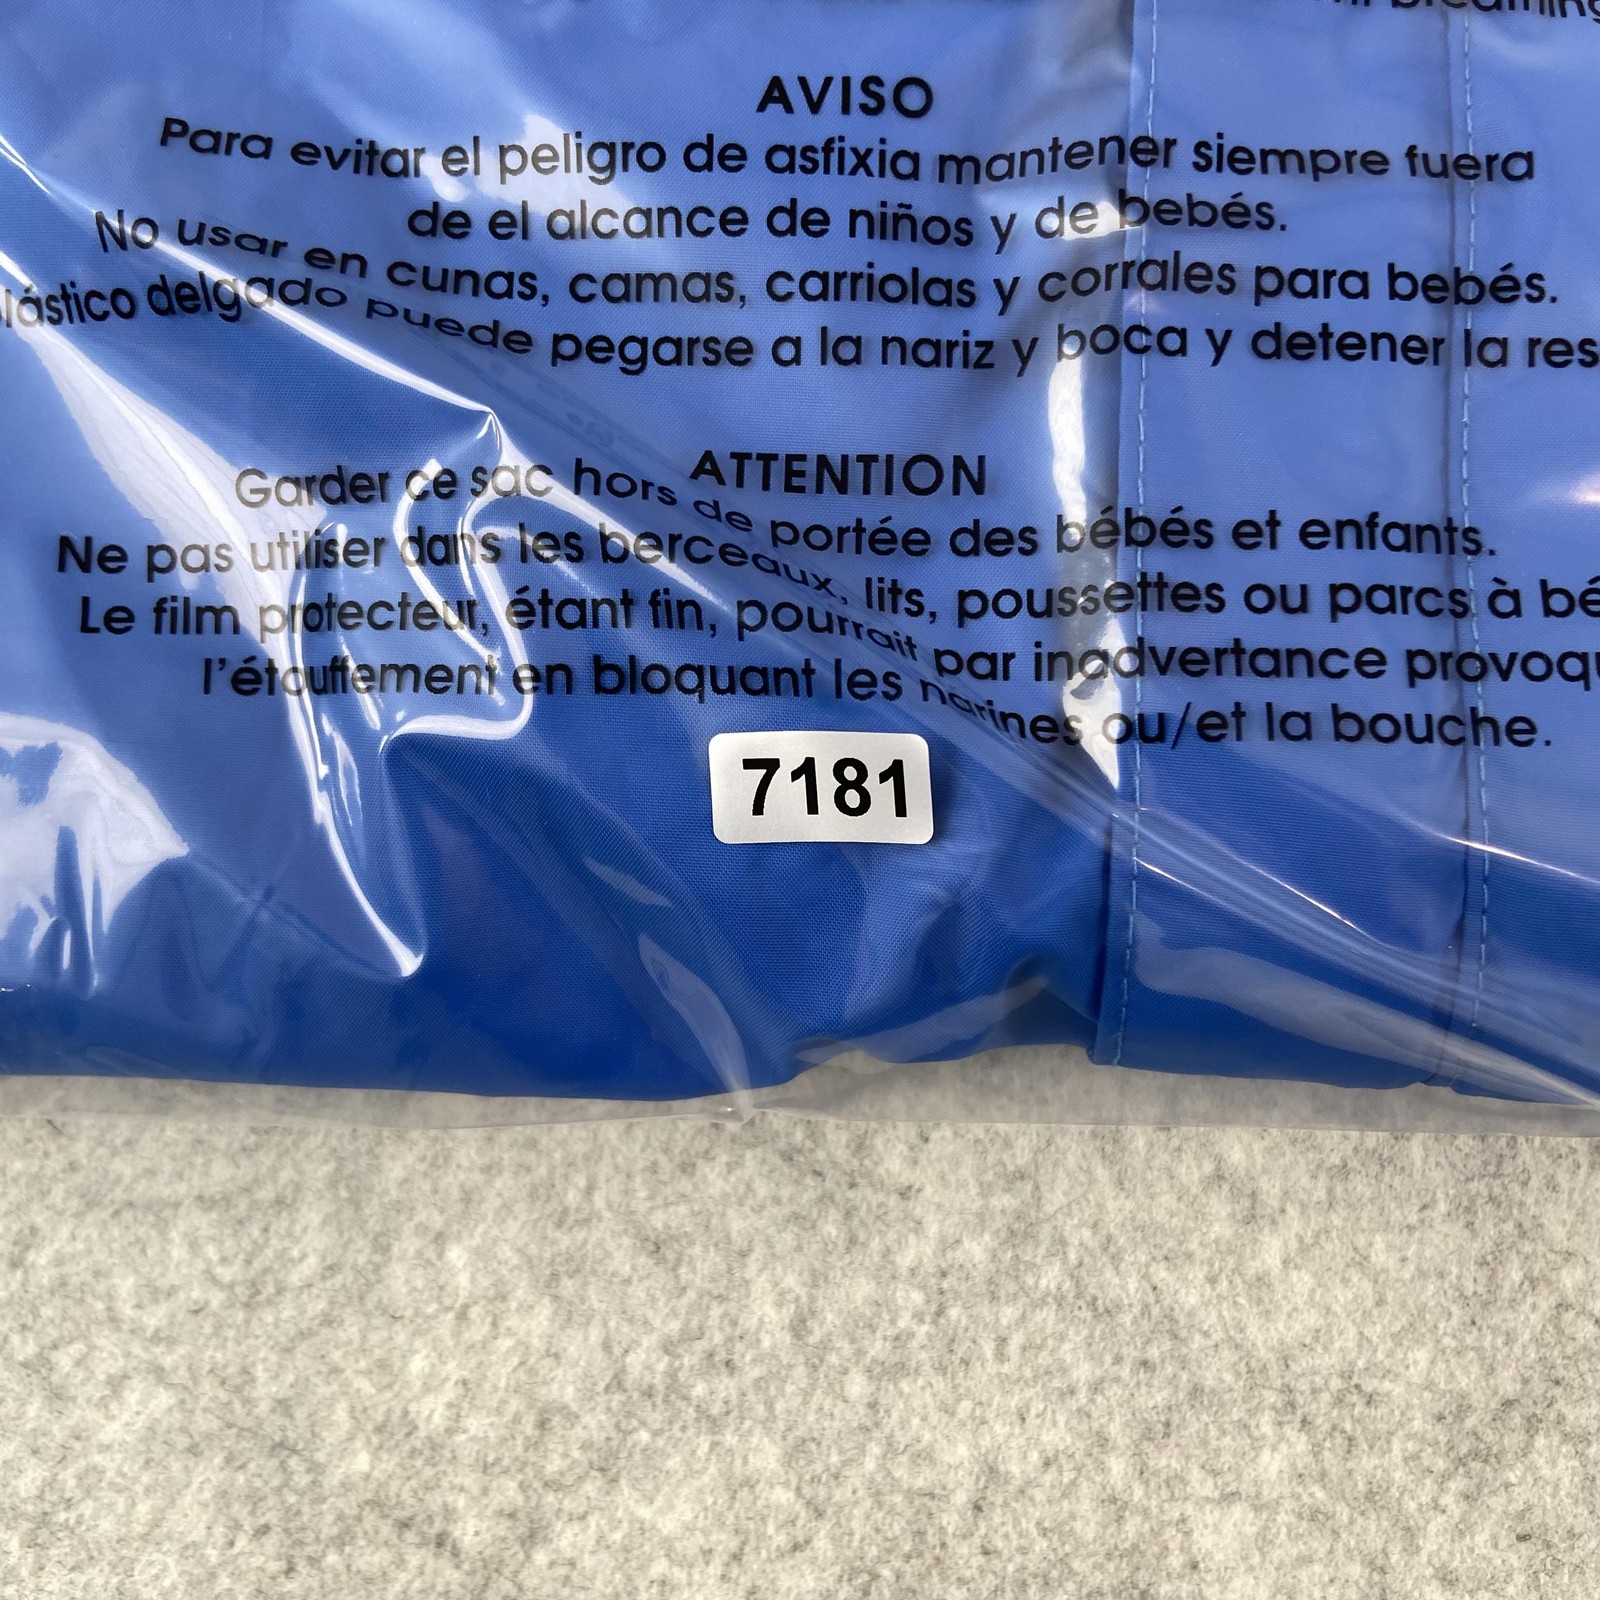 breathing
AVISO
Para evitar el peligro de asfixia mantener siempre fuera
de el alcance de niños y de bebés.
No usar en cunas, camas, carriolas y corrales para bebés.
lástico delgado puede pegarse a la nariz y boca y detener la res
ATTENTION
Garder ce sac hors de portée des bébés et enfants.
Ne pas utiliser dans les berceaux, lits, poussettes ou parcs à bé
Le film protecteur, étant fin, pourrait par inadvertance provoqu
l'étouffement en bloquant les narines ou/et la bouche.
7181